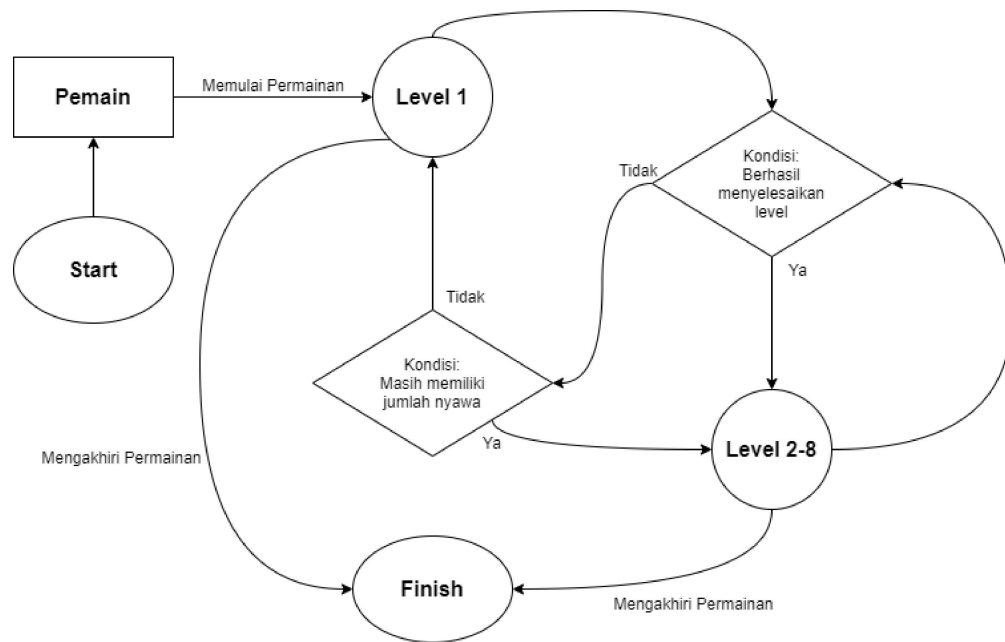 Pemain
Memulai Permainan
Level 1
Start
Tidak
Kondisi:
Berhasil
menyelesaikan
level
Ya
Tidak
Kondisi:
Masih memiliki
jumlah nyawa
Ya
Level 2-8
Mengakhiri Permainan
Finish
Mengakhiri Permainan